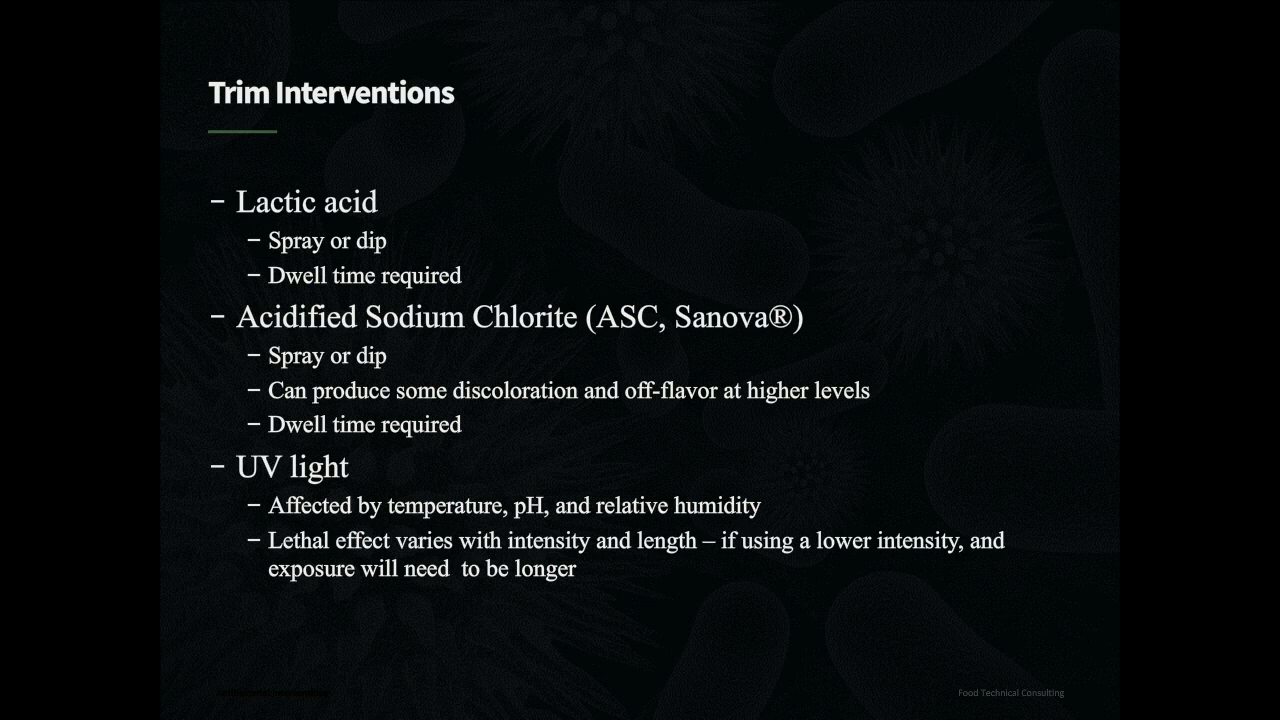 Trim Interventions
– Lactic acid
– Spray or dip
– Dwell time required
– Acidified Sodium Chlorite (ASC, Sanova®)
– Spray or dip
– Can produce some discoloration and off-flavor at higher levels
– Dwell time required
– UV light
– Affected by temperature, pH, and relative humidity
– Lethal effect varies with intensity and length – if using a lower intensity, and
exposure will need  to be longer
Food Technical Consulting